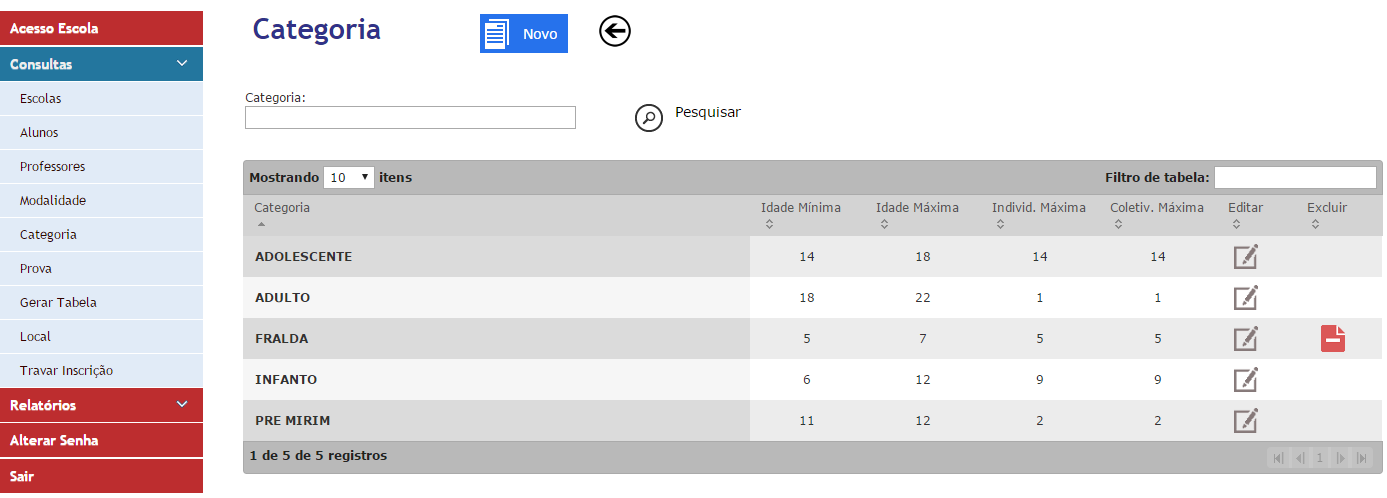 Acesso Escola
Consultas
Escolas
Alunos
Professores
Modalidade
Categoria
Prova
Gerar Tabela
Local
Travar Inscrição
Relatórios
Alterar Senha
Sair
Categoria
Novo
Categoria:
Pesquisar
Mostrando 10 itens
Filtro de tabela:
Categoria Idade Mínima Idade Máxima Individ. Máxima Coletiv. Máxima Editar Excluir
ADOLESCENTE 14 18 14 14
ADULTO 18 22 1 1
FRALDA 5 7 5 5
INFANTO 6 12 9 9
PRE MIRIM 11 12 2 2
1 de 5 de 5 registros
1